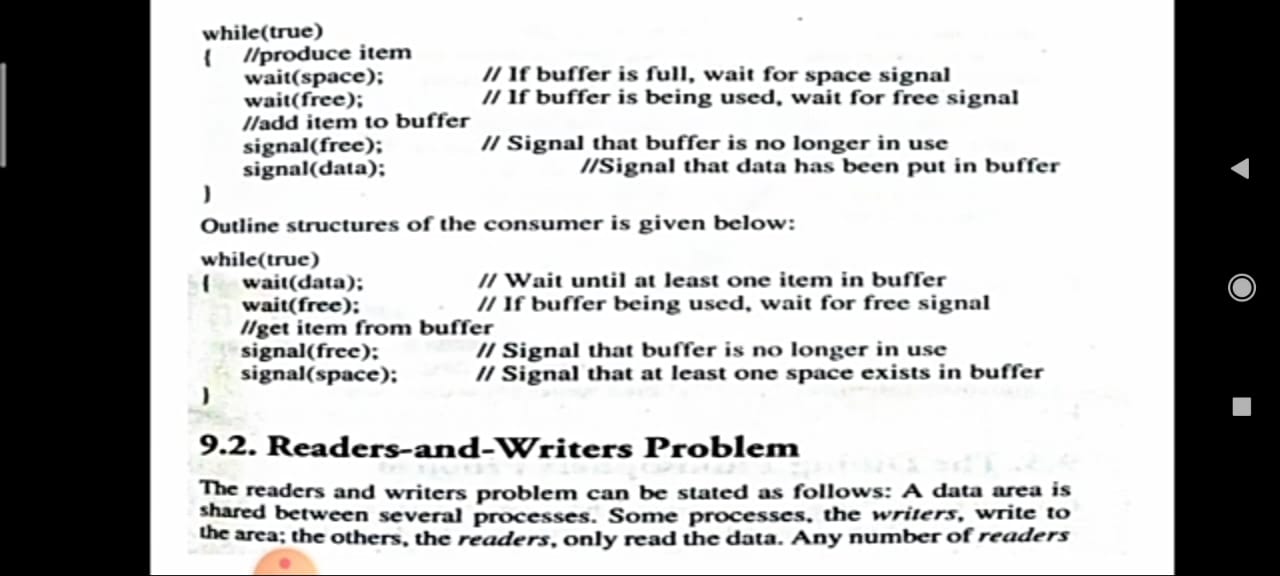 while(true)
{ //produce item
wait(space); // If buffer is full, wait for space signal
wait(free); // If buffer is being used, wait for free signal
//add item to buffer
signal(free); // Signal that buffer is no longer in use
signal(data); //Signal that data has been put in buffer
}
Outline structures of the consumer is given below:
while(true)
{ wait(data); // Wait until at least one item in buffer
wait(free); // If buffer being used, wait for free signal
//get item from buffer
signal(free); // Signal that buffer is no longer in use
signal(space); // Signal that at least one space exists in buffer
}
9.2. Readers-and-Writers Problem
The readers and writers problem can be stated as follows: A data area is
shared between several processes. Some processes, the writers, write to
the area; the others, the readers, only read the data. Any number of readers